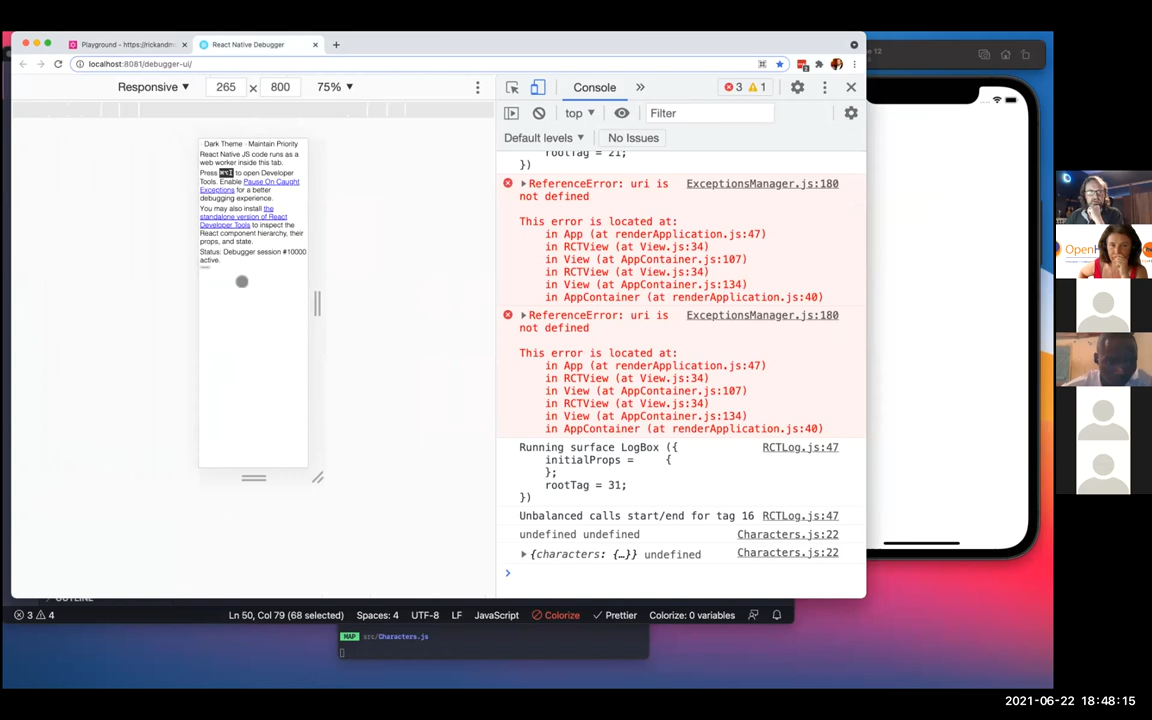 Playground - https://rickandm
React Native Debugger
localhost:8081/debugger-ui/
Responsive
265
800
75%
Console
3
1
top
Filter
Default levels
No Issues
Dark Theme · Maintain Priority
React Native JS code runs as a
web worker inside this tab.
Press ⌘⌥I to open Developer
Tools. Enable Pause On Caught
Exceptions for a better
debugging experience.
You may also install the
standalone version of React
Developer Tools to inspect the
React component hierarchy, their
props, and state.
Status: Debugger session #10000
active.
rootTag = 21;
})
ReferenceError: uri is ExceptionsManager.js:180
not defined
This error is located at:
in App (at renderApplication.js:47)
in RCTView (at View.js:34)
in View (at AppContainer.js:107)
in RCTView (at View.js:34)
in View (at AppContainer.js:134)
in AppContainer (at renderApplication.js:40)
ReferenceError: uri is ExceptionsManager.js:180
not defined
This error is located at:
in App (at renderApplication.js:47)
in RCTView (at View.js:34)
in View (at AppContainer.js:107)
in RCTView (at View.js:34)
in View (at AppContainer.js:134)
in AppContainer (at renderApplication.js:40)
Running surface LogBox ({ RCTLog.js:47
initialProps = {
};
rootTag = 31;
})
Unbalanced calls start/end for tag 16 RCTLog.js:47
undefined undefined Characters.js:22
{characters: {…}} undefined Characters.js:22
OUTLINE
3 4
Ln 50, Col 79 (68 selected)
Spaces: 4
UTF-8
LF
JavaScript
Colorize
Prettier
Colorize: 0 variables
MAP src/Characters.js
12
Open
2021-06-22 18:48:15